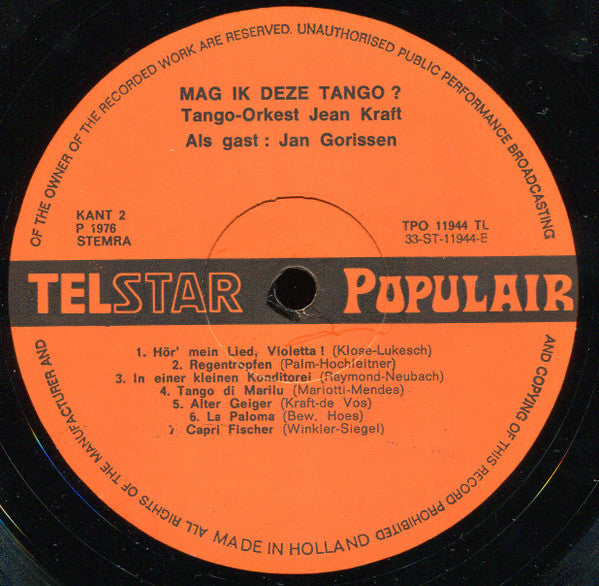 OF THE OWNER OF THE RECORDED WORK ARE RESERVED. UNAUTHORISED PUBLIC PERFORMANCE BROADCASTING
MAG IK DEZE TANGO ?
Tango-Orkest Jean Kraft
Als gast : Jan Gorissen
KANT 2
P 1976
STEMRA
TPO 11944 TL
33-ST-11944-B
TELSTAR POPULAIR
1. Hör' mein Lied, Violetta ! (Klose-Lukesch)
2. Regentropfen (Palm-Hochleitner)
3. In einer kleinen Konditorei (Raymond-Neubach)
4. Tango di Marilu (Mariotti-Mendes)
5. Alter Geiger (Kraft-de Vos)
6. La Paloma (Bew. Hoes)
7 Capri Fischer (Winkler-Siegel)
AND COPYING OF THIS RECORD PROHIBITED
ALL RIGHTS OF THE MANUFACTURER AND
MADE IN HOLLAND